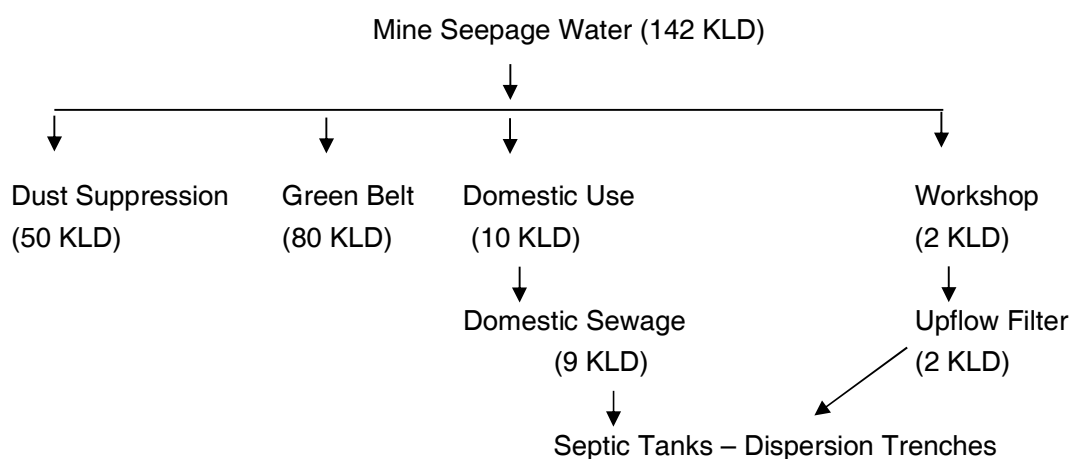 Mine Seepage Water (142 KLD)
Dust Suppression Green Belt Domestic Use Workshop
(50 KLD) (80 KLD) (10 KLD) (2 KLD)
Domestic Sewage Upflow Filter
(9 KLD) (2 KLD)
Septic Tanks – Dispersion Trenches